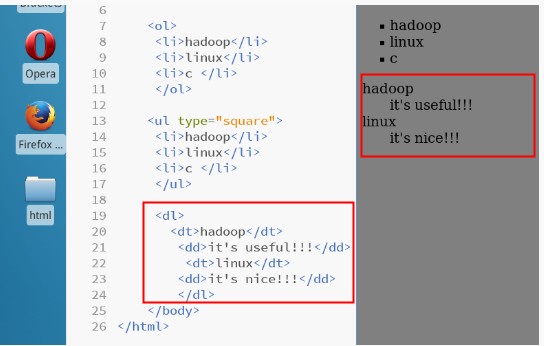 brackets
Opera
Firefox ...
html
6
7 <ol>
8 <li>hadoop</li>
9 <li>linux</li>
10 <li>c </li>
11 </ol>
12
13 <ul type="square">
14 <li>hadoop</li>
15 <li>linux</li>
16 <li>c </li>
17 </ul>
18
19 <dl>
20 <dt>hadoop</dt>
21 <dd>it's useful!!!</dd>
22 <dt>linux</dt>
23 <dd>it's nice!!!</dd>
24 </dl>
25 </body>
26 </html>
▪ hadoop
▪ linux
▪ c
hadoop
it's useful!!!
linux
it's nice!!!